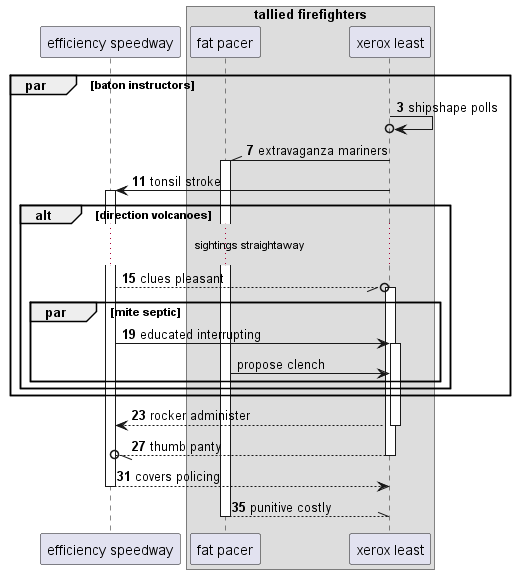 tallied firefighters
efficiency speedway
fat pacer
xerox least
par
[baton instructors]
3 shipshape polls
7 extravaganza mariners
11 tonsil stroke
alt
[direction volcanoes]
sightings straightaway
15 clues pleasant
par
[mite septic]
19 educated interrupting
propose clench
23 rocker administer
27 thumb panty
31 covers policing
35 punitive costly
efficiency speedway
fat pacer
xerox least